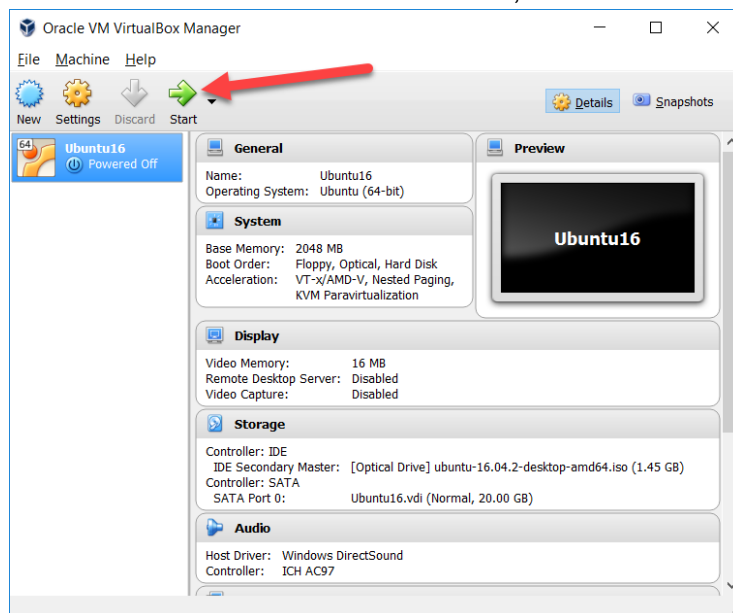 Oracle VM VirtualBox Manager
File Machine Help
New Settings Discard Start
Details Snapshots
64
Ubuntu16
Powered Off
General
Name: Ubuntu16
Operating System: Ubuntu (64-bit)
System
Base Memory: 2048 MB
Boot Order: Floppy, Optical, Hard Disk
Acceleration: VT-x/AMD-V, Nested Paging,
KVM Paravirtualization
Preview
Ubuntu16
Display
Video Memory: 16 MB
Remote Desktop Server: Disabled
Video Capture: Disabled
Storage
Controller: IDE
IDE Secondary Master: [Optical Drive] ubuntu-16.04.2-desktop-amd64.iso (1.45 GB)
Controller: SATA
SATA Port 0: Ubuntu16.vdi (Normal, 20.00 GB)
Audio
Host Driver: Windows DirectSound
Controller: ICH AC97